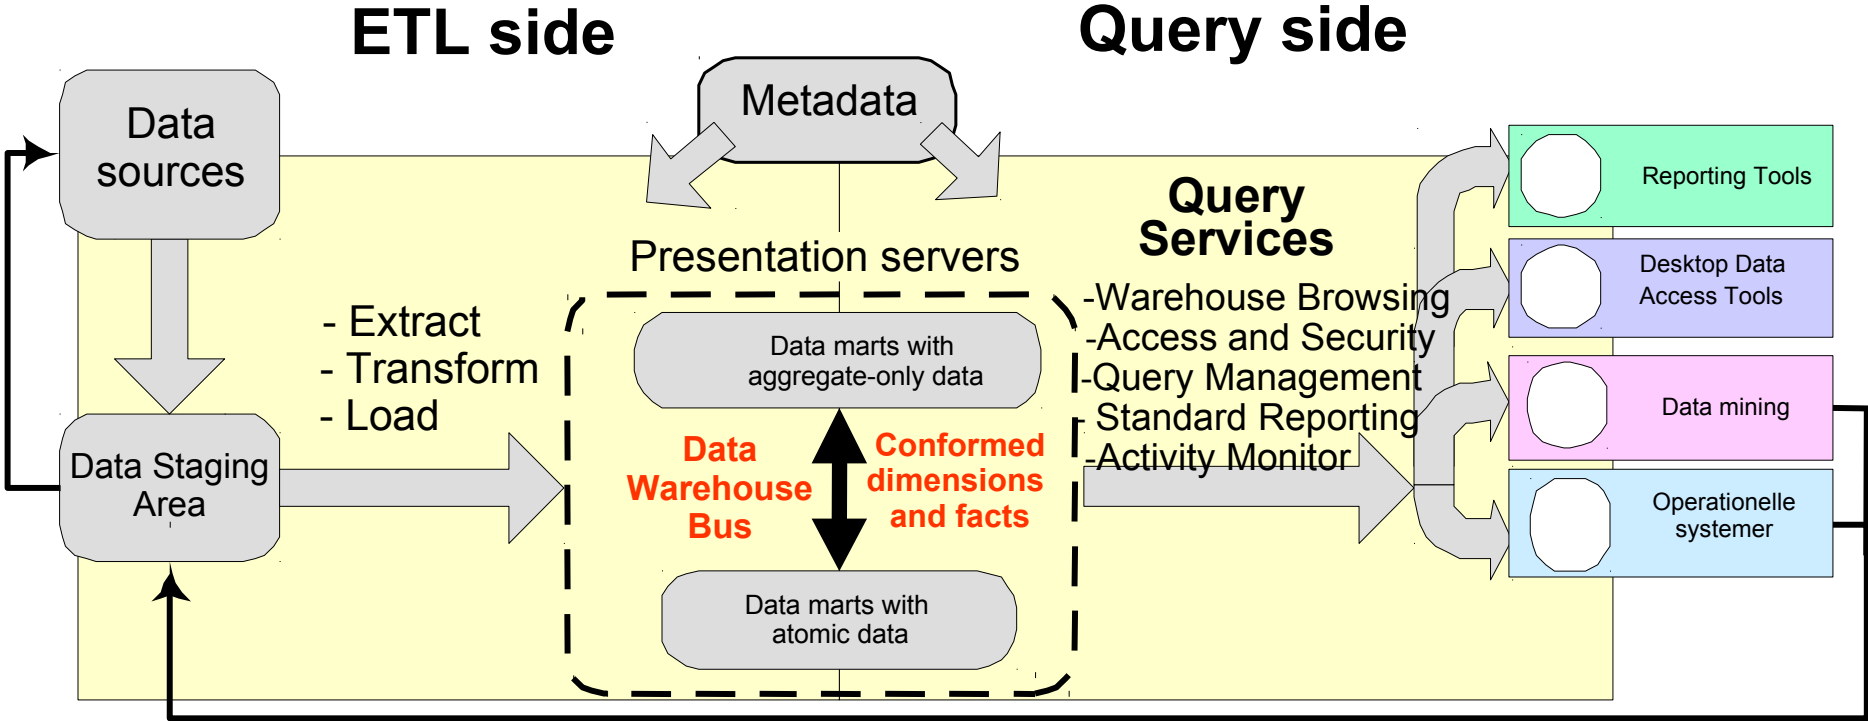 ETL side
Query side
Metadata
Data
sources
Reporting Tools
Query
Services
Presentation servers
Desktop Data
Access Tools
- Extract
- Transform
- Load
-Warehouse Browsing
-Access and Security
-Query Management
- Standard Reporting
-Activity Monitor
Data marts with
aggregate-only data
Data mining
Data
Warehouse
Bus
Conformed
dimensions
and facts
Data Staging
Area
Operationelle
systemer
Data marts with
atomic data